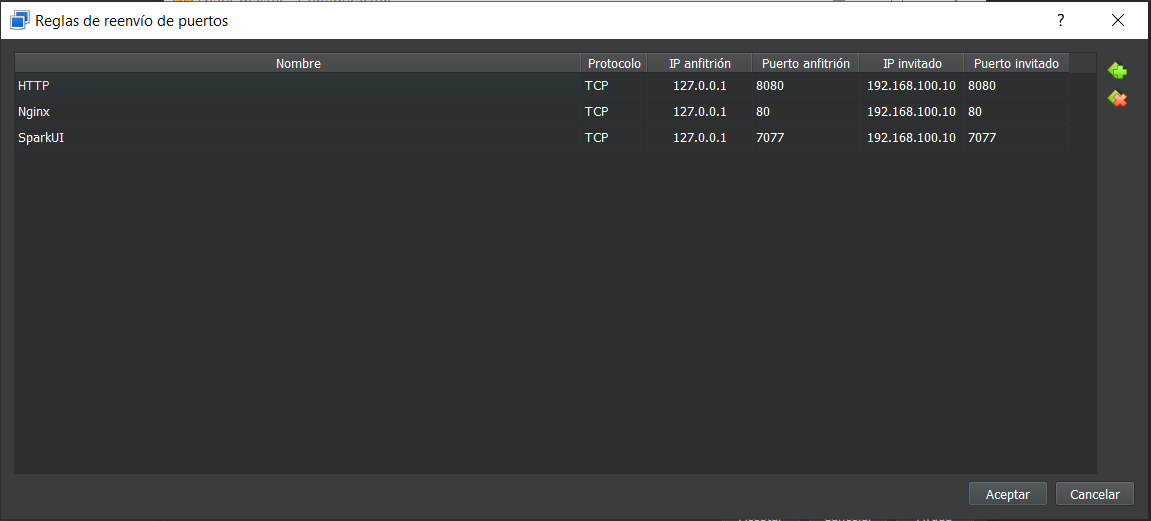 Reglas de reenvío de puertos ?
Nombre Protocolo IP anfitrión Puerto anfitrión IP invitado Puerto invitado
HTTP TCP 127.0.0.1 8080 192.168.100.10 8080
Nginx TCP 127.0.0.1 80 192.168.100.10 80
SparkUI TCP 127.0.0.1 7077 192.168.100.10 7077
Aceptar Cancelar